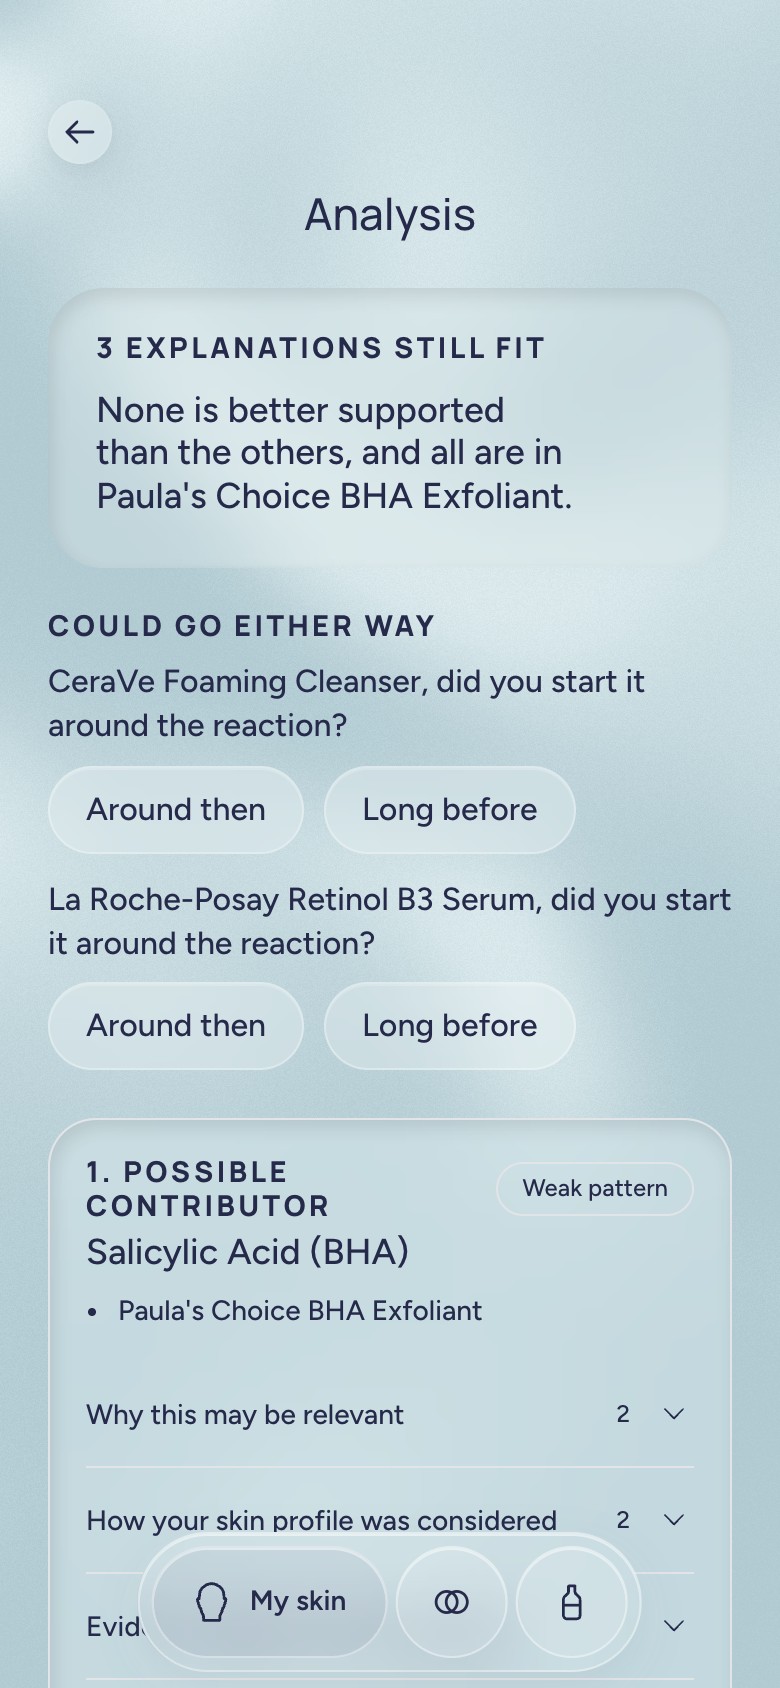 Analysis
3 EXPLANATIONS STILL FIT
None is better supported
than the others, and all are in
Paula's Choice BHA Exfoliant.
COULD GO EITHER WAY
CeraVe Foaming Cleanser, did you start it
around the reaction?
Around then
Long before
La Roche-Posay Retinol B3 Serum, did you start
it around the reaction?
Around then
Long before
1. POSSIBLE
CONTRIBUTOR
Weak pattern
Salicylic Acid (BHA)
• Paula's Choice BHA Exfoliant
Why this may be relevant 2
How your skin profile was considered 2
My skin